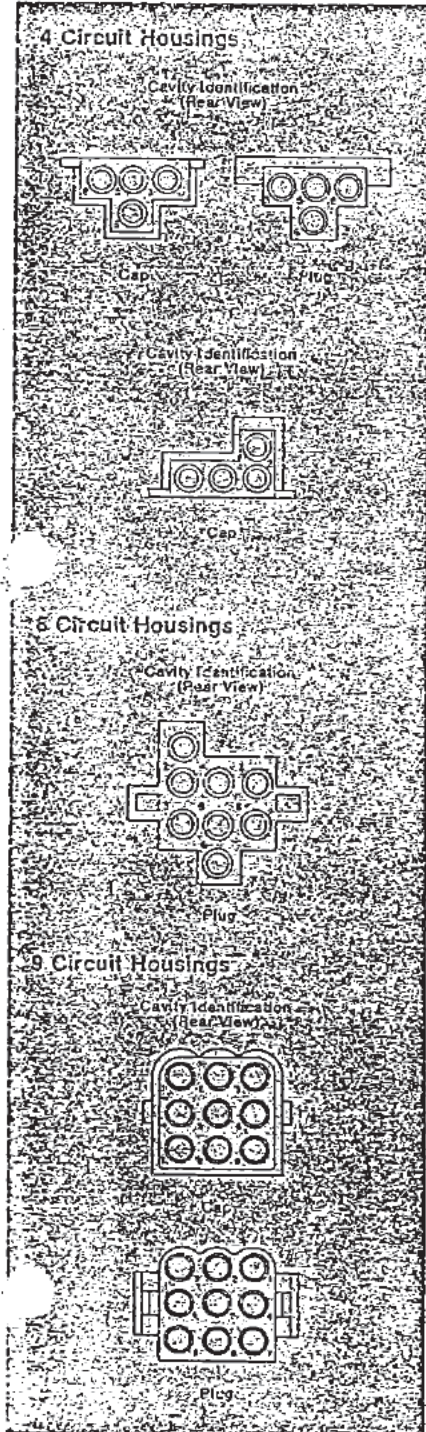 4 Circuit Housings
Cavity Identification
(Rear View)
Cap
Plug
Cavity Identification
(Rear View)
Cap
Circuit Housings
Cavity Identification
(Rear View)
Plug
9 Circuit Housings
Cavity Identification
(Rear View)
Cap
Plug